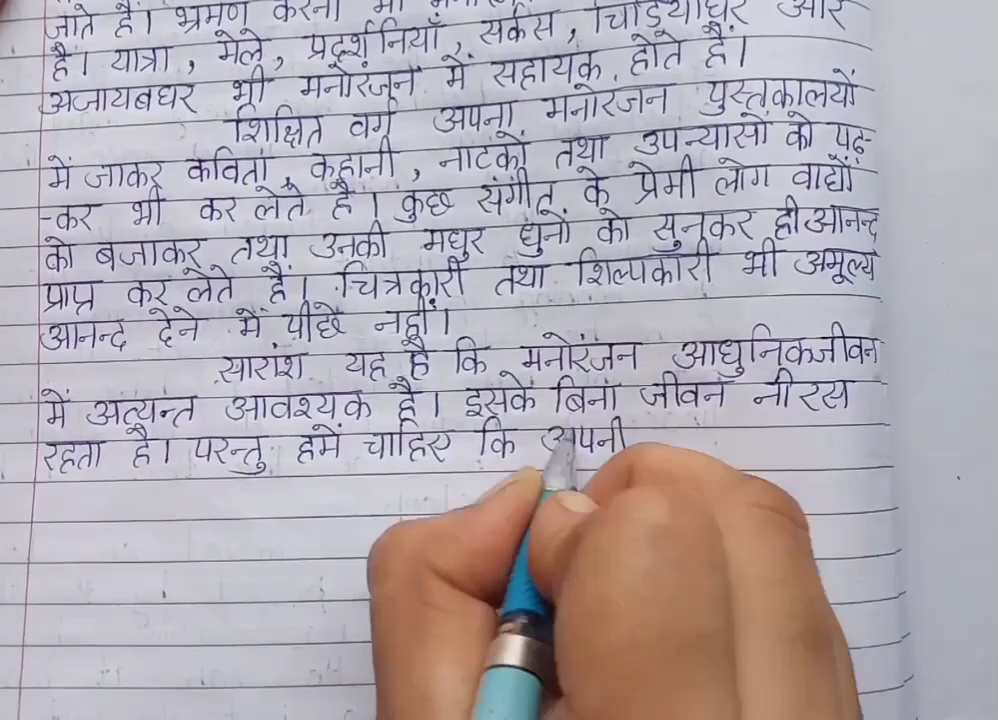 जाते हैं। भ्रमण करना भी
है। यात्रा, मेले, प्रदर्शनियाँ, सर्कस, चिड़ियाघर और
अजायबघर भी मनोरंजन में सहायक होते हैं।
शिक्षित वर्ग अपना मनोरंजन पुस्तकालयों
में जाकर कविता, कहानी, नाटकों तथा उपन्यासों को पढ़-
-कर भी कर लेते हैं। कुछ संगीत के प्रेमी लोग वाद्यों
को बजाकर तथा उनकी मधुर धुनों को सुनकर ही आनन्द
प्राप्त कर लेते हैं। चित्रकारी तथा शिल्पकारी भी अमूल्य
आनन्द देने में पीछे नहीं।
सारांश यह है कि मनोरंजन आधुनिक जीवन
में अत्यन्त आवश्यक है। इसके बिना जीवन नीरस
रहता है। परन्तु हमें चाहिए कि अपनी